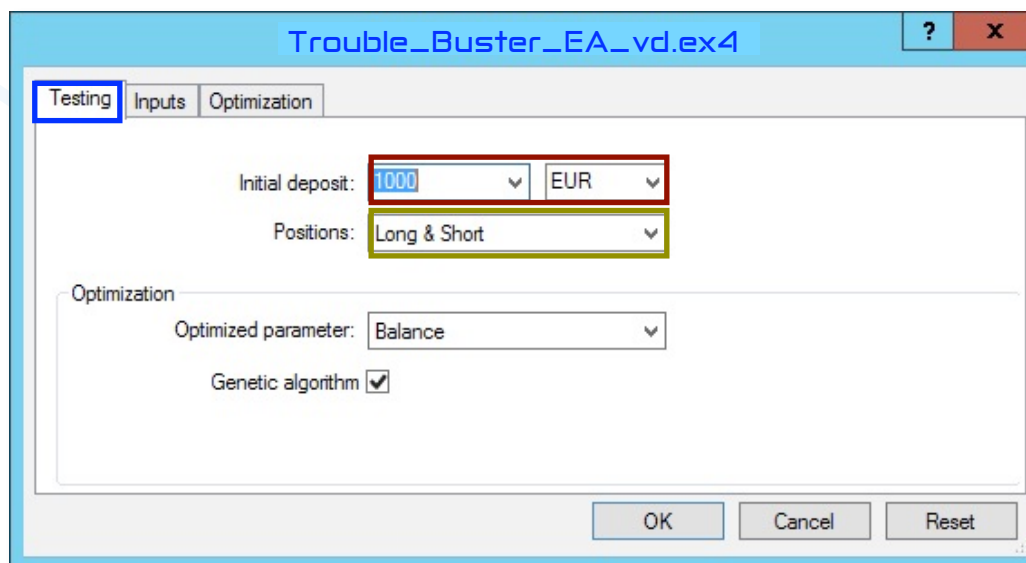 Trouble_Buster_EA_vd.ex4
? x
Testing Inputs Optimization
Initial deposit: 1000 EUR
Positions: Long & Short
Optimization
Optimized parameter: Balance
Genetic algorithm
OK Cancel Reset